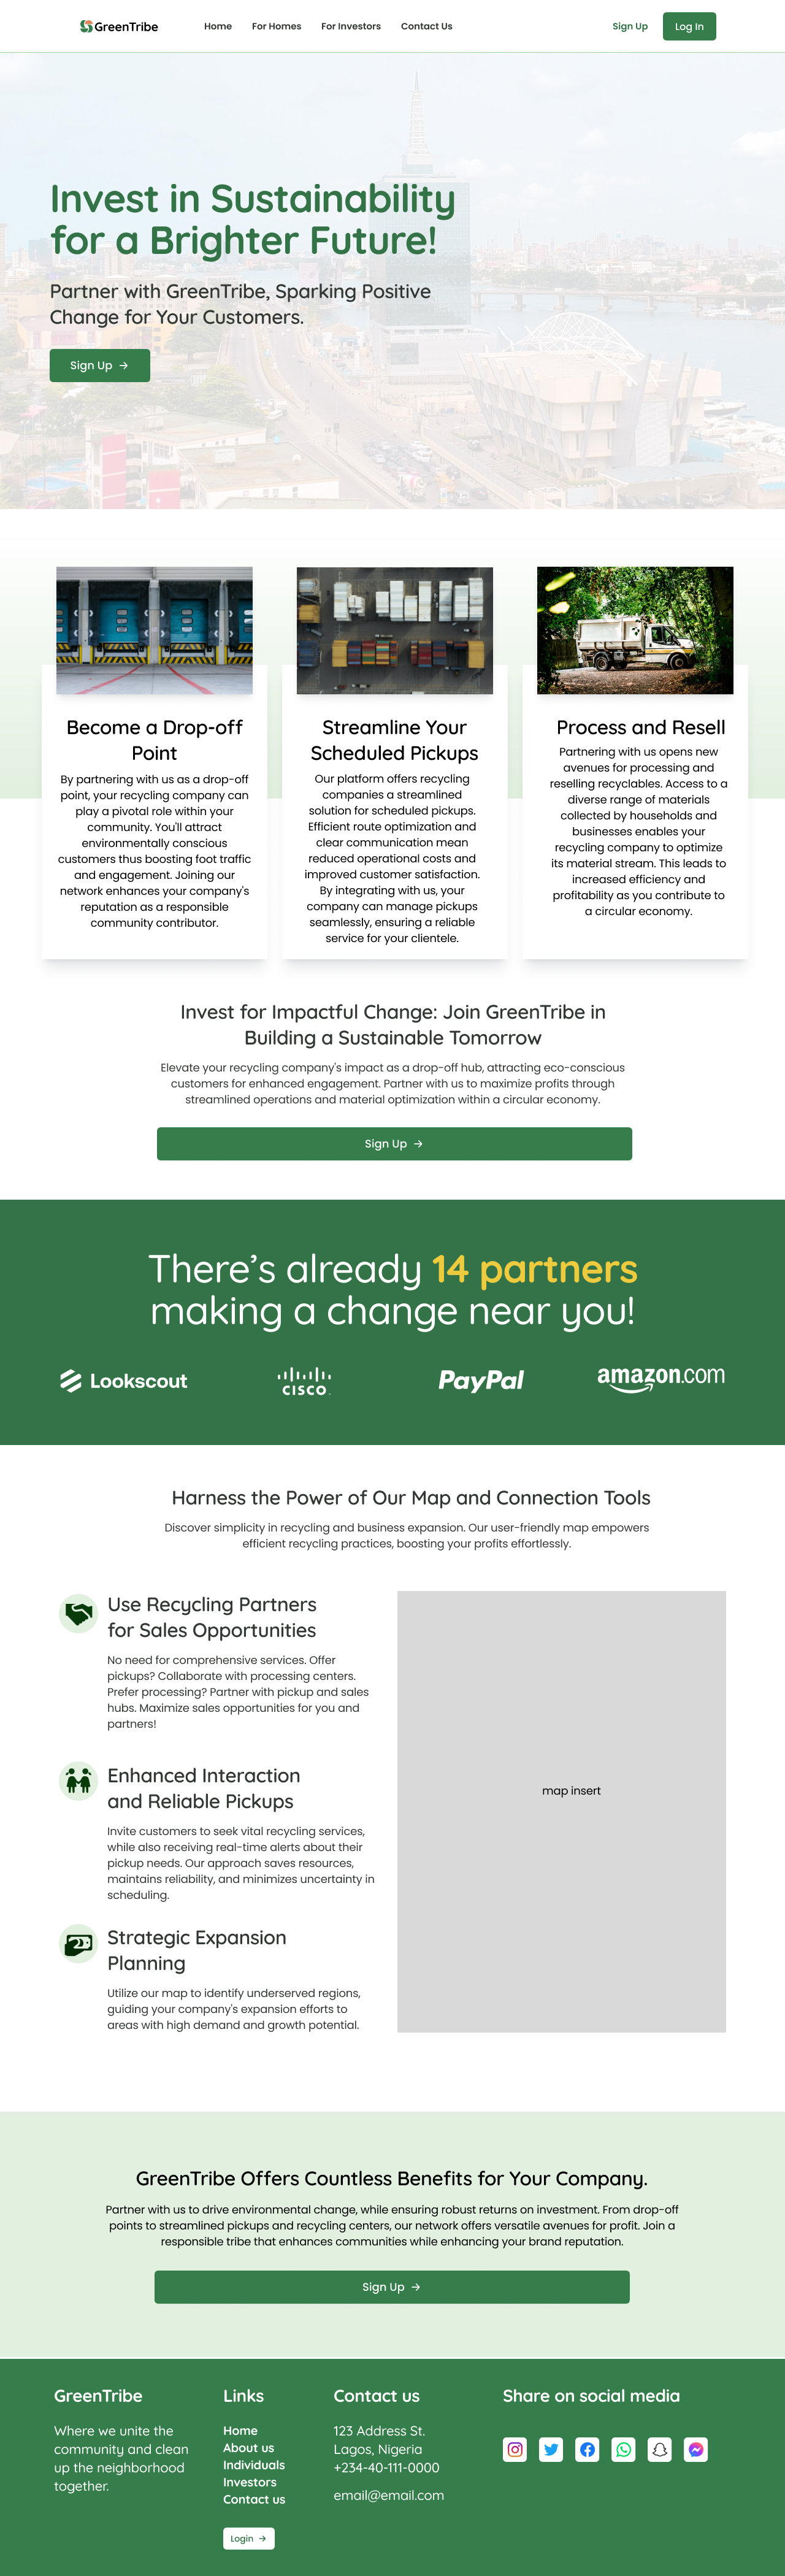 GreenTribe
Home
For Homes
For Investors
Contact Us
Sign Up
Log In
Invest in Sustainability
for a Brighter Future!
Partner with GreenTribe, Sparking Positive
Change for Your Customers.
Sign Up →
Become a Drop-off
Point
By partnering with us as a drop-off
point, your recycling company can
play a pivotal role within your
community. You'll attract
environmentally conscious
customers thus boosting foot traffic
and engagement. Joining our
network enhances your company's
reputation as a responsible
community contributor.
Streamline Your
Scheduled Pickups
Our platform offers recycling
companies a streamlined
solution for scheduled pickups.
Efficient route optimization and
clear communication mean
reduced operational costs and
improved customer satisfaction.
By integrating with us, your
company can manage pickups
seamlessly, ensuring a reliable
service for your clientele.
Process and Resell
Partnering with us opens new
avenues for processing and
reselling recyclables. Access to a
diverse range of materials
collected by households and
businesses enables your
recycling company to optimize
its material stream. This leads to
increased efficiency and
profitability as you contribute to
a circular economy.
Invest for Impactful Change: Join GreenTribe in
Building a Sustainable Tomorrow
Elevate your recycling company's impact as a drop-off hub, attracting eco-conscious
customers for enhanced engagement. Partner with us to maximize profits through
streamlined operations and material optimization within a circular economy.
Sign Up →
There's already 14 partners
making a change near you!
Lookscout
CISCO
PayPal
amazon.com
Harness the Power of Our Map and Connection Tools
Discover simplicity in recycling and business expansion. Our user-friendly map empowers
efficient recycling practices, boosting your profits effortlessly.
Use Recycling Partners
for Sales Opportunities
No need for comprehensive services. Offer
pickups? Collaborate with processing centers.
Prefer processing? Partner with pickup and sales
hubs. Maximize sales opportunities for you and
partners!
Enhanced Interaction
and Reliable Pickups
Invite customers to seek vital recycling services,
while also receiving real-time alerts about their
pickup needs. Our approach saves resources,
maintains reliability, and minimizes uncertainty in
scheduling.
Strategic Expansion
Planning
Utilize our map to identify underserved regions,
guiding your company's expansion efforts to
areas with high demand and growth potential.
map insert
GreenTribe Offers Countless Benefits for Your Company.
Partner with us to drive environmental change, while ensuring robust returns on investment. From drop-off
points to streamlined pickups and recycling centers, our network offers versatile avenues for profit. Join a
responsible tribe that enhances communities while enhancing your brand reputation.
Sign Up →
GreenTribe
Where we unite the
community and clean
up the neighborhood
together.
Links
Home
About us
Individuals
Investors
Contact us
Login →
Contact us
123 Address St.
Lagos, Nigeria
+234-40-111-0000
email@email.com
Share on social media